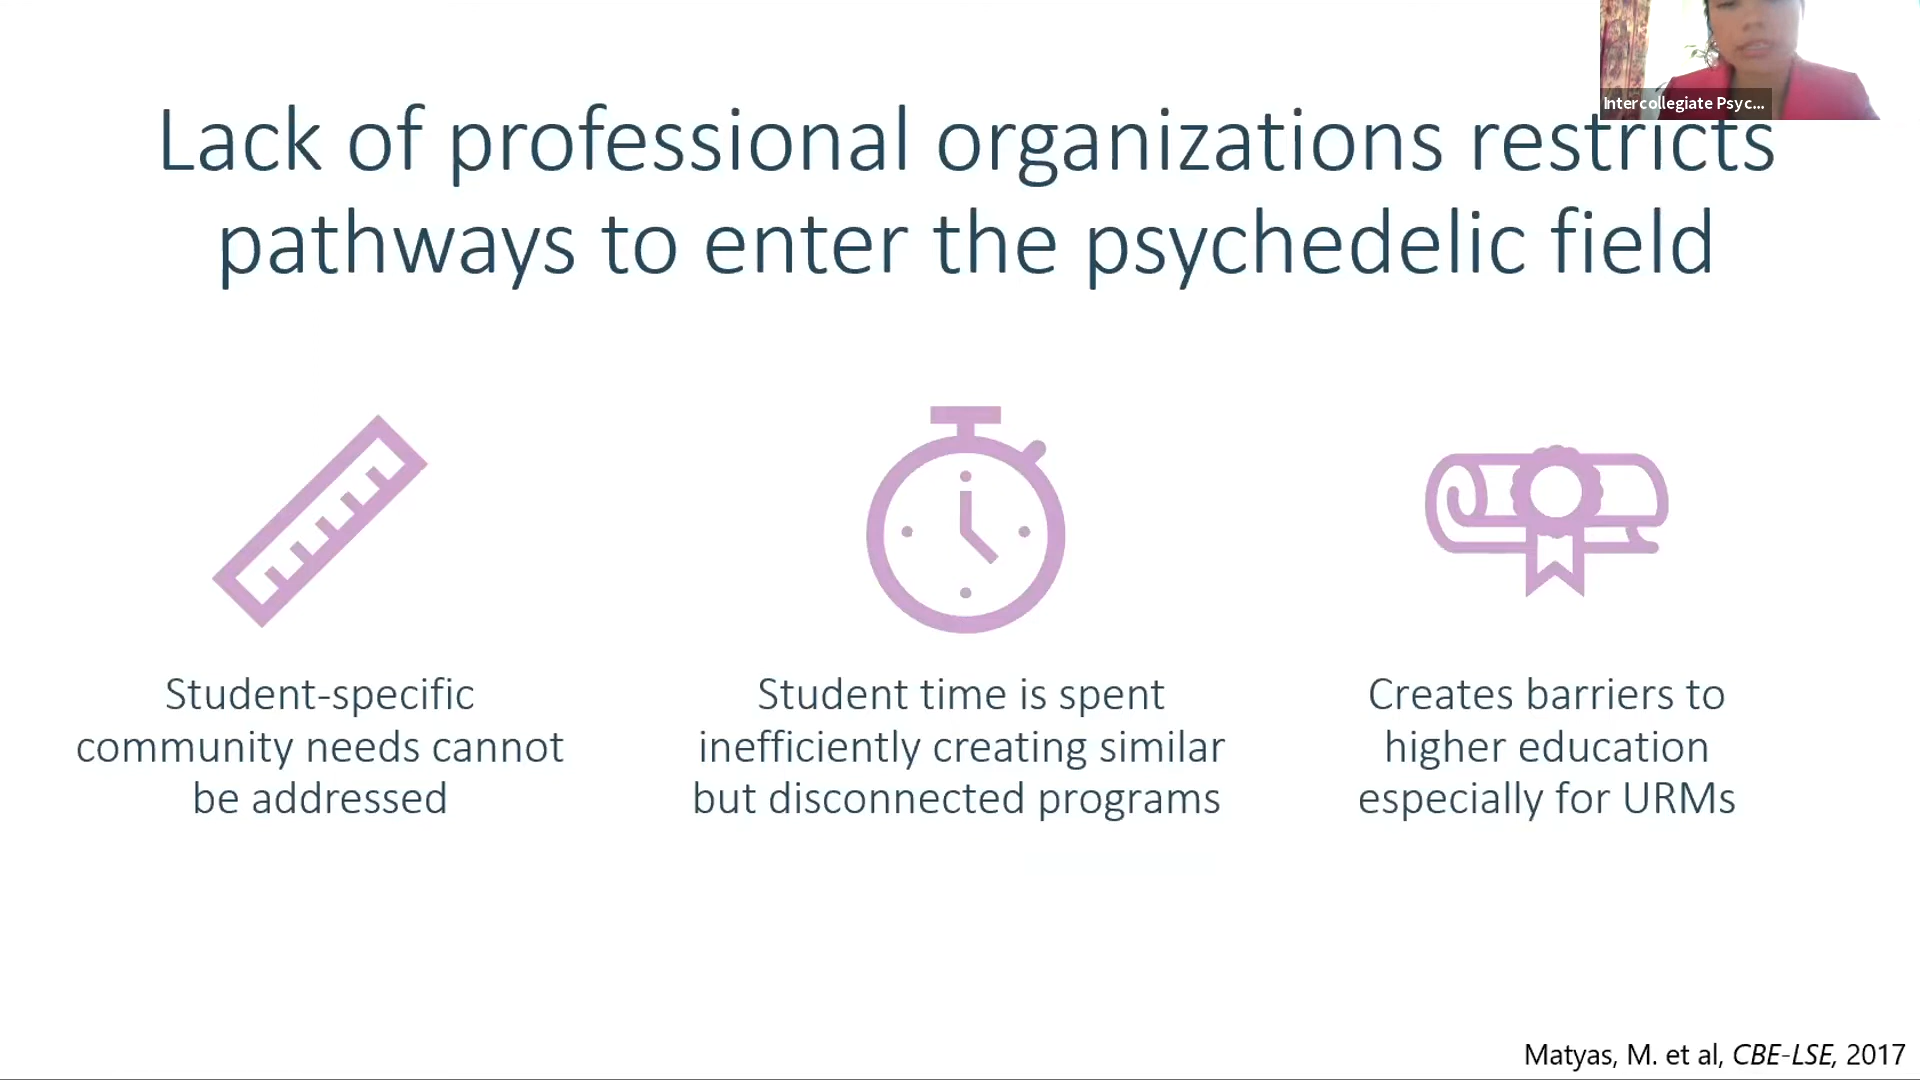 Intercollegiate Psyc...
Lack of professional organizations restricts
pathways to enter the psychedelic field
Student-specific
community needs cannot
be addressed
Student time is spent
inefficiently creating similar
but disconnected programs
Creates barriers to
higher education
especially for URMs
Matyas, M. et al, CBE-LSE, 2017